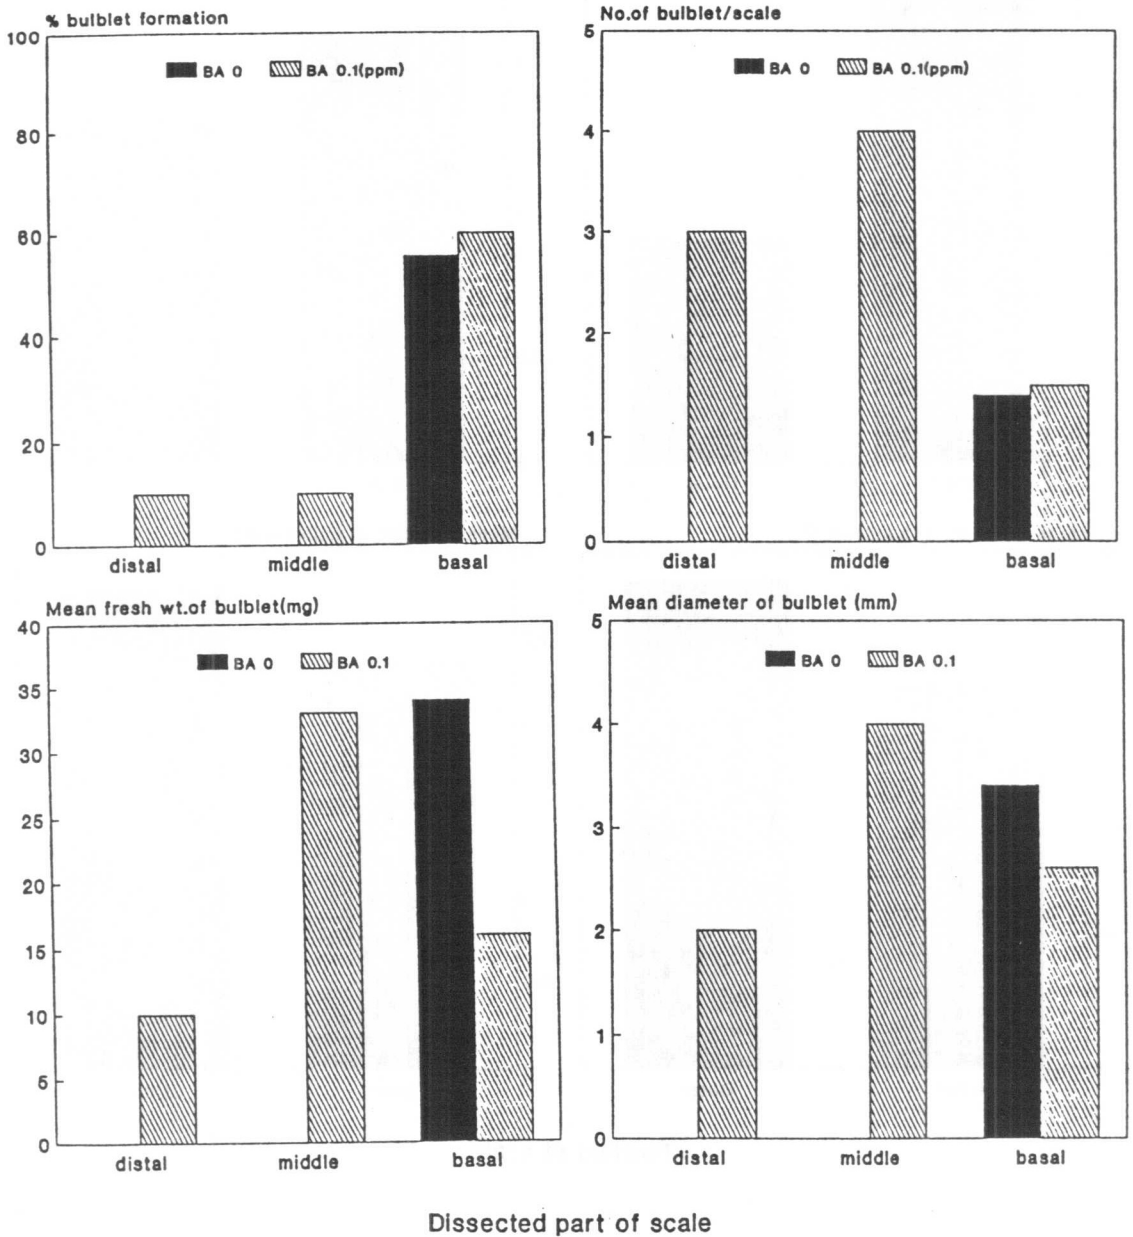 % bulblet formation
100
80
60
40
20
0
BA 0 BA 0.1(ppm)
distal middle basal
No.of bulblet/scale
5
4
3
2
1
0
BA 0 BA 0.1(ppm)
distal middle basal
Mean fresh wt.of bulblet(mg)
40
35
30
25
20
15
10
5
0
BA 0 BA 0.1
distal middle basal
Mean diameter of bulblet (mm)
5
4
3
2
1
0
BA 0 BA 0.1
distal middle basal
Dissected part of scale